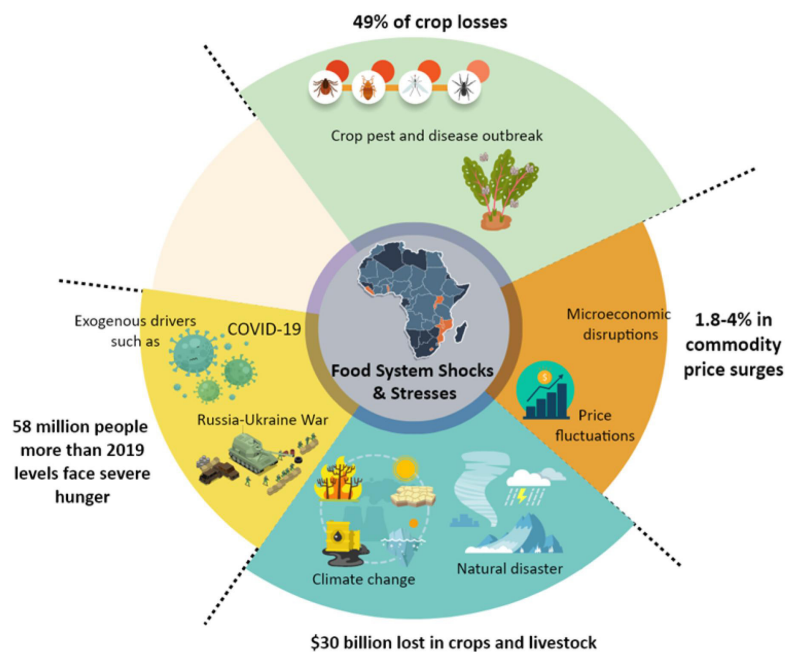 49% of crop losses
Crop pest and disease outbreak
Microeconomic
disruptions
1.8-4% in
commodity
price surges
Price
fluctuations
Exogenous drivers
such as
COVID-19
Food System Shocks
& Stresses
Russia-Ukraine War
58 million people
more than 2019
levels face severe
hunger
Climate change
Natural disaster
$30 billion lost in crops and livestock